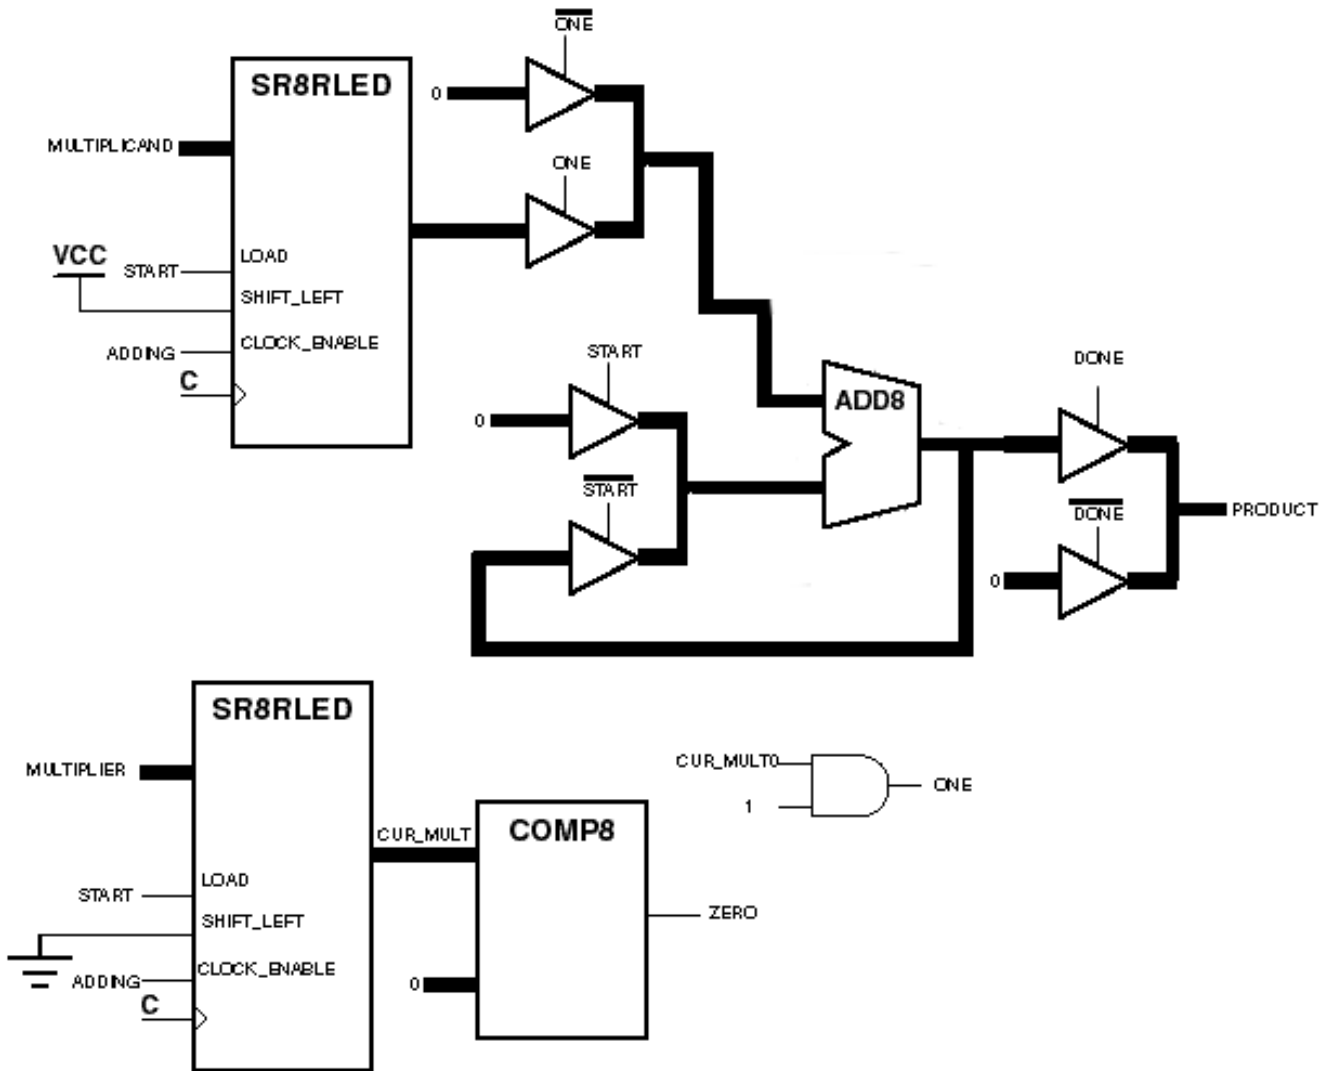 ONE
SR8RLED
0
MULTIPLICAND
ONE
VCC
START
LOAD
SHIFT_LEFT
ADDING
CLOCK_ENABLE
C
START
0
START
ADD8
DONE
DONE
0
PRODUCT
SR8RLED
MULTIPLIER
CUR_MULT
START
LOAD
SHIFT_LEFT
ADDING
CLOCK_ENABLE
C
COMP8
0
ZERO
CUR_MULT0
1
ONE